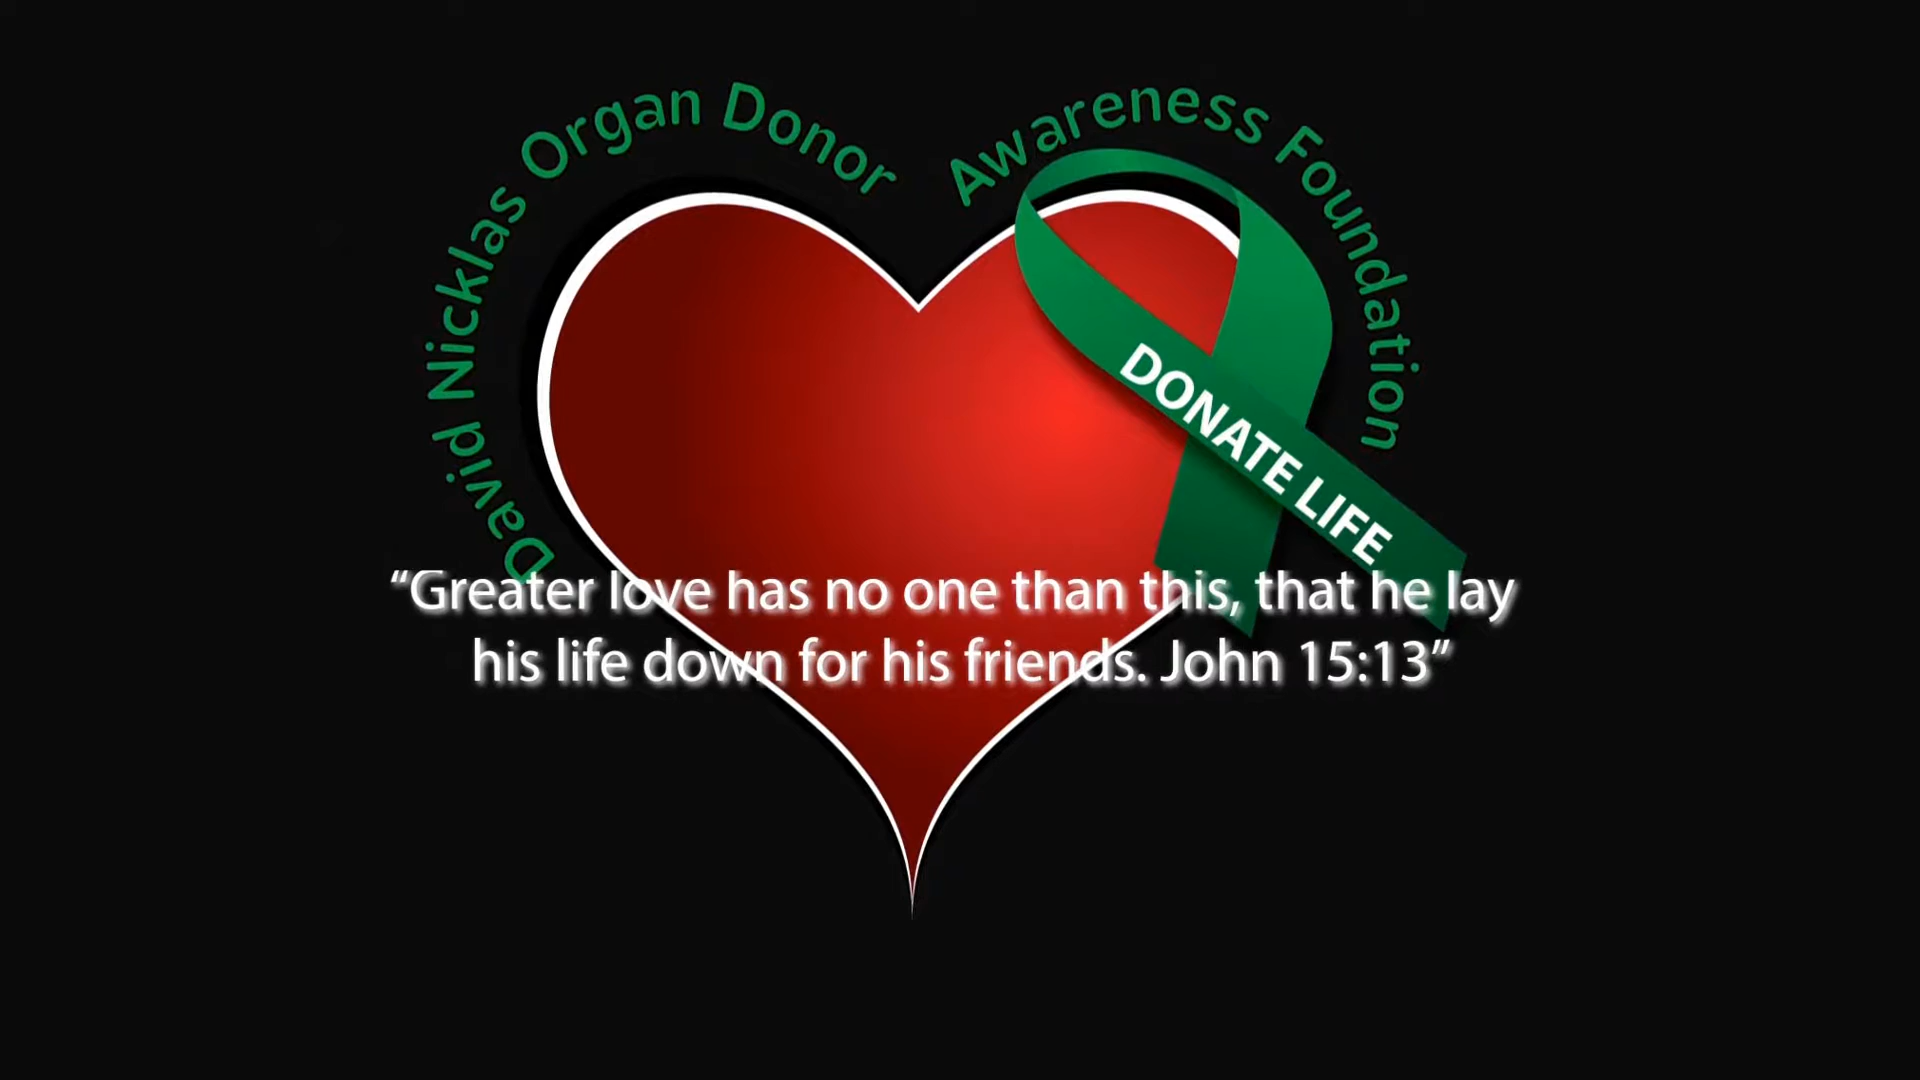 David Nicklas Organ Donor Awareness Foundation
DONATE LIFE
“Greater love has no one than this, that he lay
his life down for his friends. John 15:13”